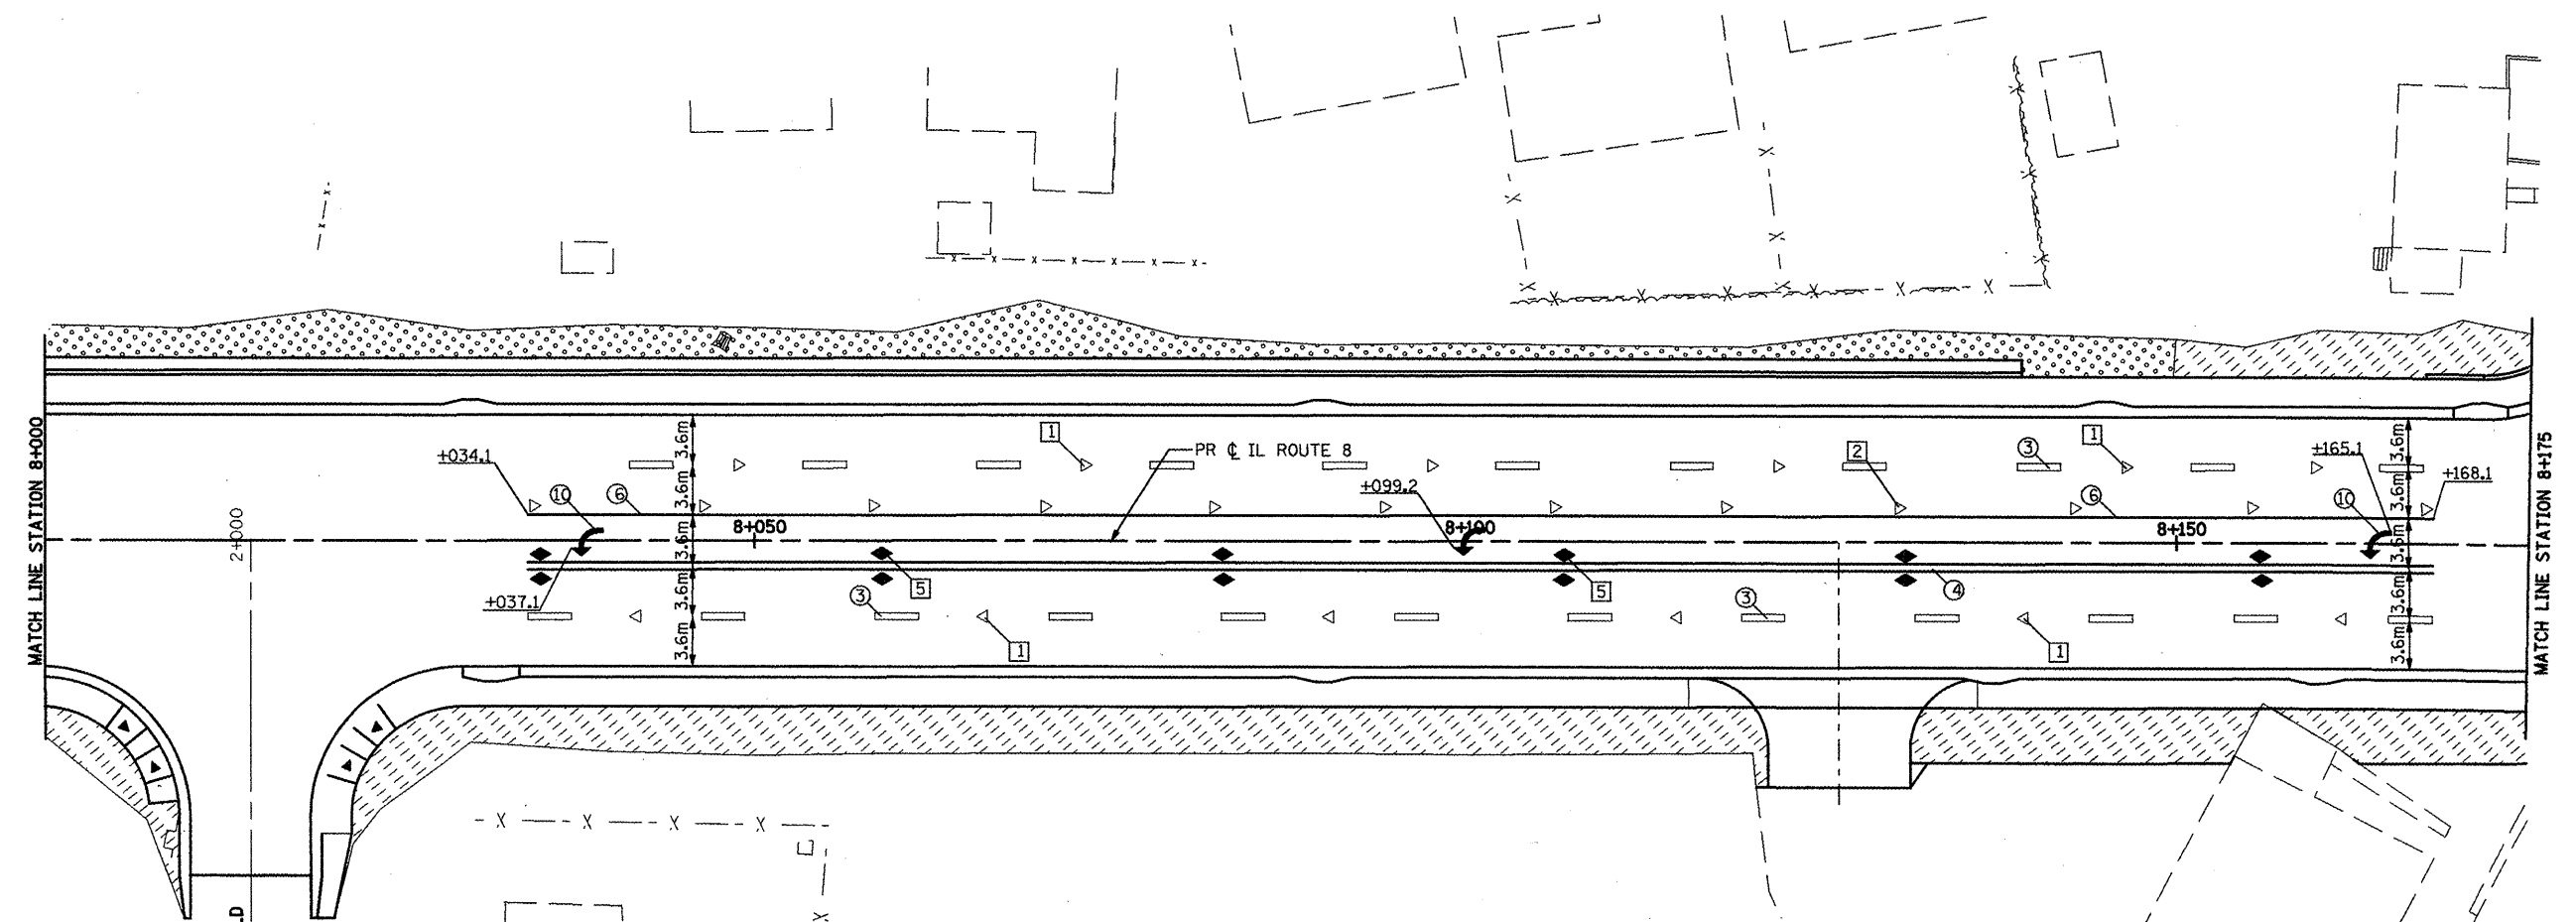 MATCH LINE STATION 8+000
3.6m
1
PR ℄ IL ROUTE 8
2
3
1
+165.1
3.6m
+034.1
10
6
3.6m
+099.2
6
10
3.6m
+168.1
2+000
8+050
3.6m
8+100
8+150
3.6m
+037.1
3
5
3.6m
5
3
4
3.6m
3.6m
1
1
3.6m
MATCH LINE STATION 8+175